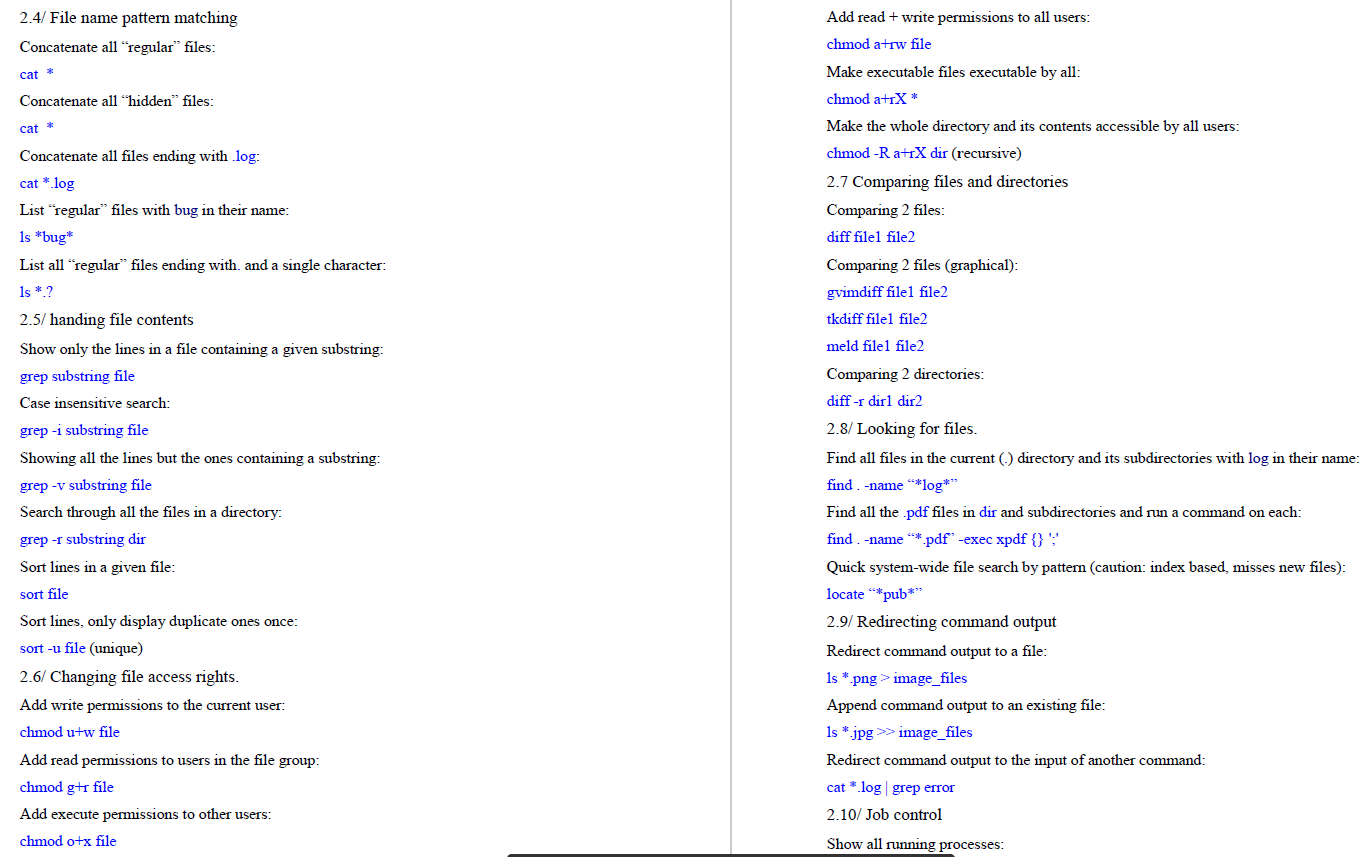 2.4/ File name pattern matching
Concatenate all “regular” files:
cat  *
Concatenate all “hidden” files:
cat  *
Concatenate all files ending with .log:
cat *.log
List “regular” files with bug in their name:
ls *bug*
List all “regular” files ending with. and a single character:
ls *.?
2.5/ handing file contents
Show only the lines in a file containing a given substring:
grep substring file
Case insensitive search:
grep -i substring file
Showing all the lines but the ones containing a substring:
grep -v substring file
Search through all the files in a directory:
grep -r substring dir
Sort lines in a given file:
sort file
Sort lines, only display duplicate ones once:
sort -u file (unique)
2.6/ Changing file access rights.
Add write permissions to the current user:
chmod u+w file
Add read permissions to users in the file group:
chmod g+r file
Add execute permissions to other users:
chmod o+x file
Add read + write permissions to all users:
chmod a+rw file
Make executable files executable by all:
chmod a+rX *
Make the whole directory and its contents accessible by all users:
chmod -R a+rX dir (recursive)
2.7 Comparing files and directories
Comparing 2 files:
diff file1 file2
Comparing 2 files (graphical):
gvimdiff file1 file2
tkdiff file1 file2
meld file1 file2
Comparing 2 directories:
diff -r dir1 dir2
2.8/ Looking for files.
Find all files in the current (.) directory and its subdirectories with log in their name:
find . -name “*log*”
Find all the .pdf files in dir and subdirectories and run a command on each:
find . -name “*.pdf” -exec xpdf {} ';'
Quick system-wide file search by pattern (caution: index based, misses new files):
locate “*pub*”
2.9/ Redirecting command output
Redirect command output to a file:
ls *.png > image_files
Append command output to an existing file:
ls *.jpg >> image_files
Redirect command output to the input of another command:
cat *.log | grep error
2.10/ Job control
Show all running processes: